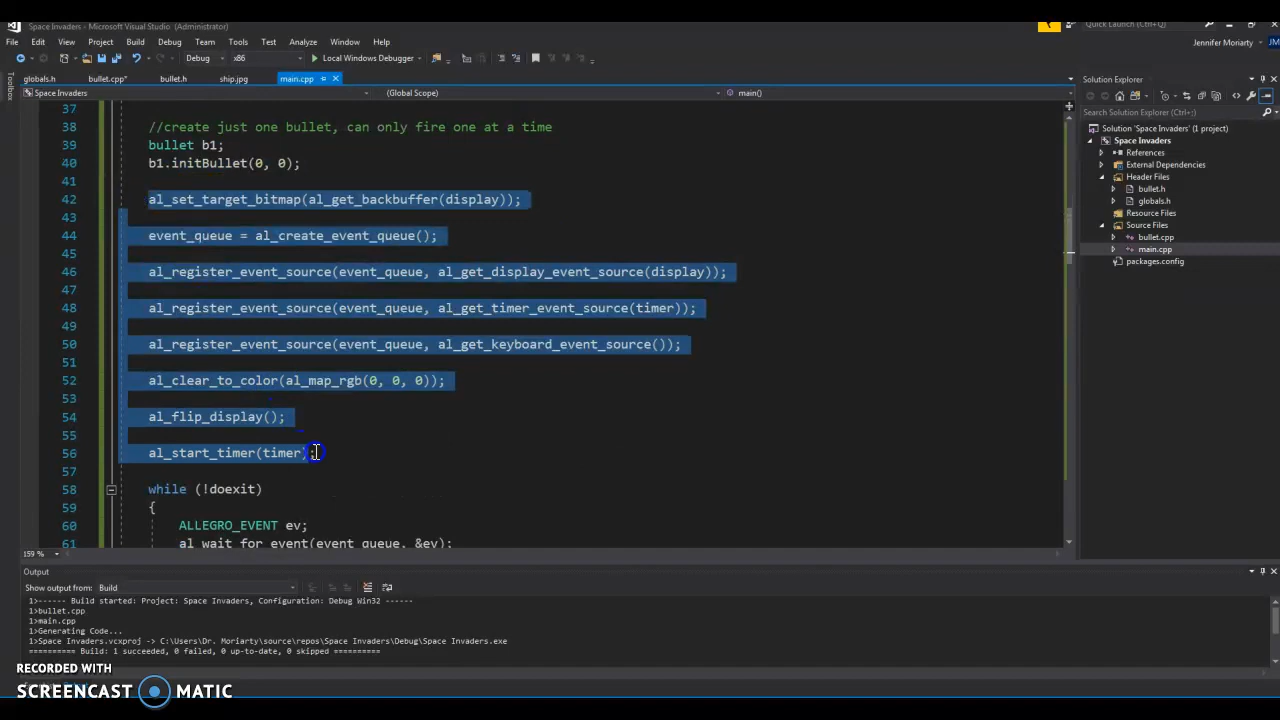 Space Invaders - Microsoft Visual Studio (Administrator)
Quick Launch (Ctrl+Q)
File Edit View Project Build Debug Team Tools Test Analyze Window Help
Jennifer Moriarty JM
Debug x86 Local Windows Debugger
Toolbox
globals.h bullet.cpp* bullet.h ship.jpg main.cpp
Space Invaders (Global Scope) main()
37
38 //create just one bullet, can only fire one at a time
39 bullet b1;
40 b1.initBullet(0, 0);
41
42 al_set_target_bitmap(al_get_backbuffer(display));
43
44 event_queue = al_create_event_queue();
45
46 al_register_event_source(event_queue, al_get_display_event_source(display));
47
48 al_register_event_source(event_queue, al_get_timer_event_source(timer));
49
50 al_register_event_source(event_queue, al_get_keyboard_event_source());
51
52 al_clear_to_color(al_map_rgb(0, 0, 0));
53
54 al_flip_display();
55
56 al_start_timer(timer);
57
58 while (!doexit)
59 {
60 ALLEGRO_EVENT ev;
61 al_wait_for_event(event_queue, &ev);
159 %
Solution Explorer
Search Solution Explorer (Ctrl+;)
Solution 'Space Invaders' (1 project)
Space Invaders
References
External Dependencies
Header Files
bullet.h
globals.h
Resource Files
Source Files
bullet.cpp
main.cpp
packages.config
Output
Show output from: Build
1>------ Build started: Project: Space Invaders, Configuration: Debug Win32 ------
1>bullet.cpp
1>main.cpp
1>Generating Code...
1>Space Invaders.vcxproj -> C:\Users\Dr. Moriarty\source\repos\Space Invaders\Debug\Space Invaders.exe
========== Build: 1 succeeded, 0 failed, 0 up-to-date, 0 skipped ==========
RECORDED WITH
SCREENCAST MATIC